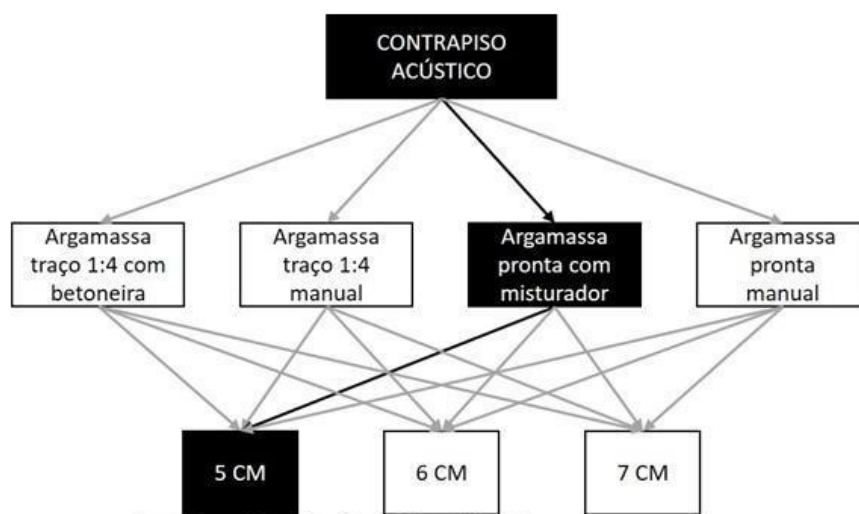 CONTRAPISO
ACÚSTICO
Argamassa
traço 1:4 com
betoneira
Argamassa
traço 1:4
manual
Argamassa
pronta com
misturador
Argamassa
pronta
manual
5 CM
6 CM
7 CM